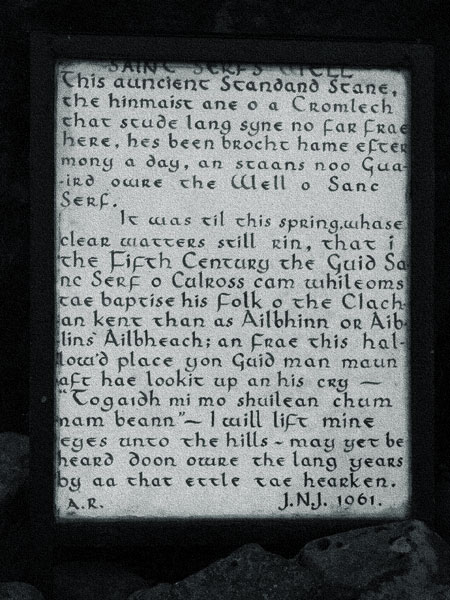 SAINT SERF'S WELL
This auncient Standand Stane,
the hinmaist ane o a Cromlech
that stude lang syne no far frae
here, hes been brocht hame efter
mony a day, an staans noo Gua-
-ird owre the Well o Sanc
Serf.
It was til this spring, whase
clear watters still rin, that i
the Fifth Century the Guid Sa
nc Serf o Culross cam whileoms
tae baptise his folk o the Clach-
an kent than as Ailbhinn or Aib-
lins Ailbheach; an frae this hal-
low'd place yon Guid man maun
aft hae lookit up an his cry —
"Togaidh mi mo shuilean chum
nam beann" — I will lift mine
eyes unto the hills - may yet be
heard doon owre the lang years
by aa that ettle tae hearken.
A.R. J.N.J. 1961.